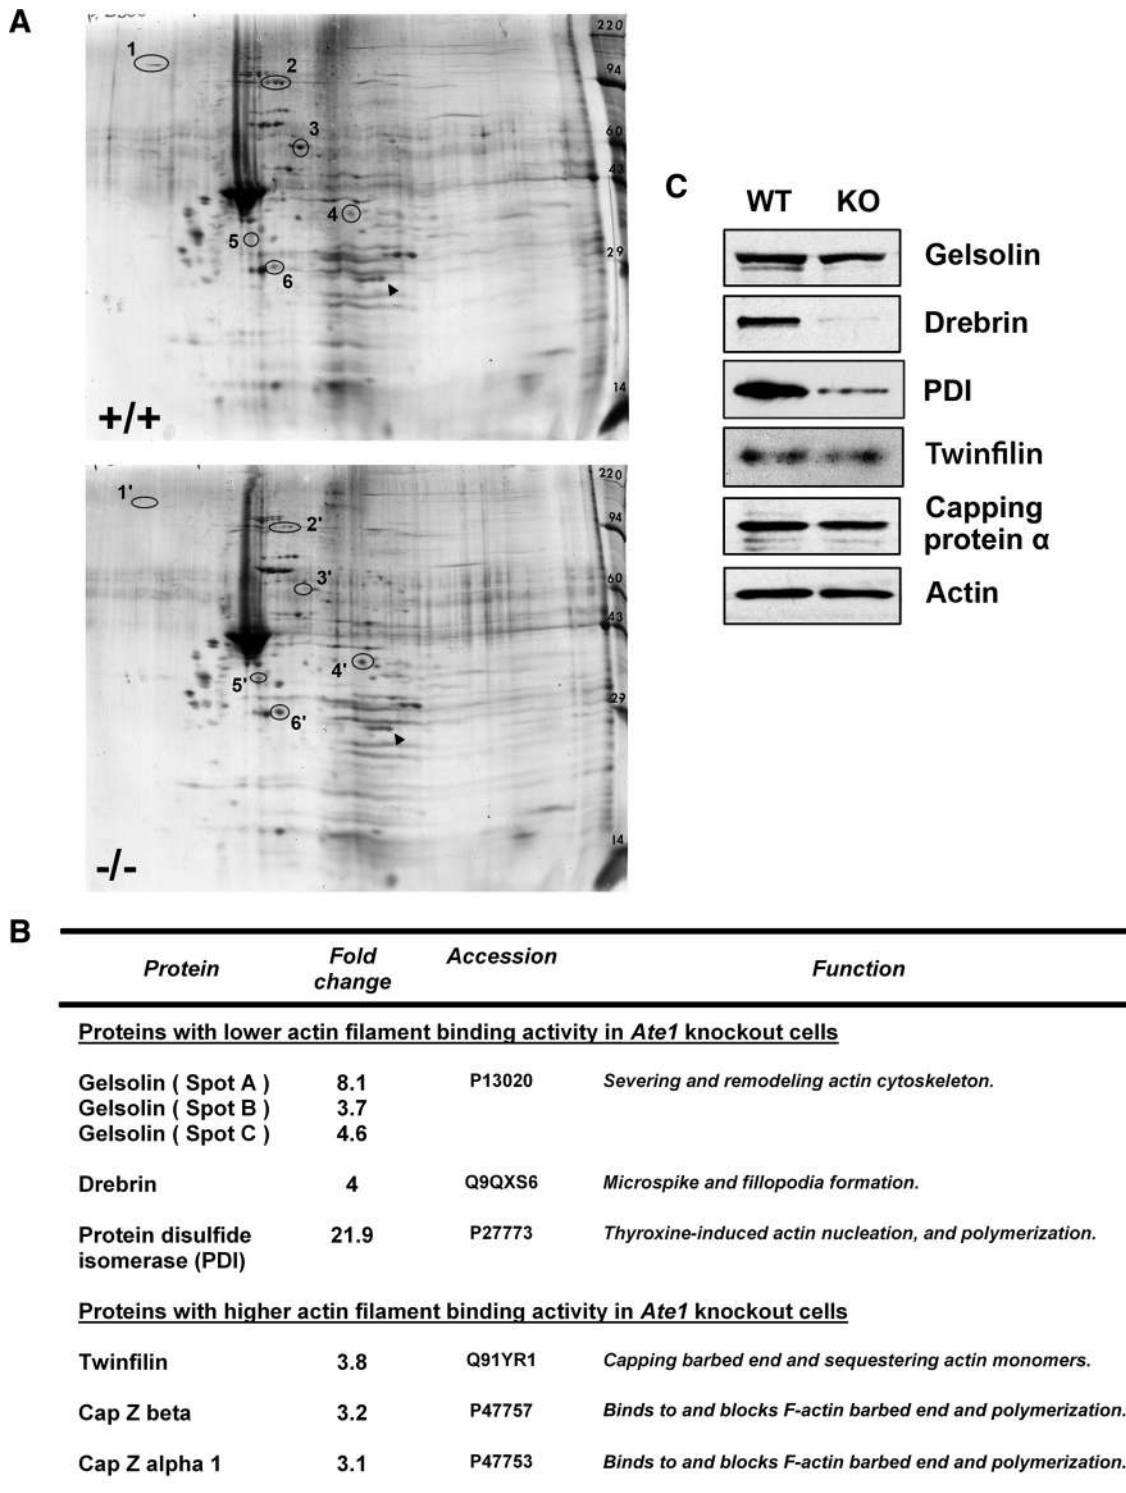 A
220
94
60
43
29
14
1
2
3
4
5
6
+/+
220
94
60
43
29
14
1'
2'
3'
4'
5'
6'
-/-
C
WT KO
Gelsolin
Drebrin
PDI
Twinfilin
Capping
protein α
Actin
B
Protein Fold change Accession Function
Proteins with lower actin filament binding activity in Ate1 knockout cells
Gelsolin ( Spot A ) 8.1 P13020 Severing and remodeling actin cytoskeleton.
Gelsolin ( Spot B ) 3.7
Gelsolin ( Spot C ) 4.6
Drebrin 4 Q9QXS6 Microspike and fillopodia formation.
Protein disulfide 21.9 P27773 Thyroxine-induced actin nucleation, and polymerization.
isomerase (PDI)
Proteins with higher actin filament binding activity in Ate1 knockout cells
Twinfilin 3.8 Q91YR1 Capping barbed end and sequestering actin monomers.
Cap Z beta 3.2 P47757 Binds to and blocks F-actin barbed end and polymerization.
Cap Z alpha 1 3.1 P47753 Binds to and blocks F-actin barbed end and polymerization.